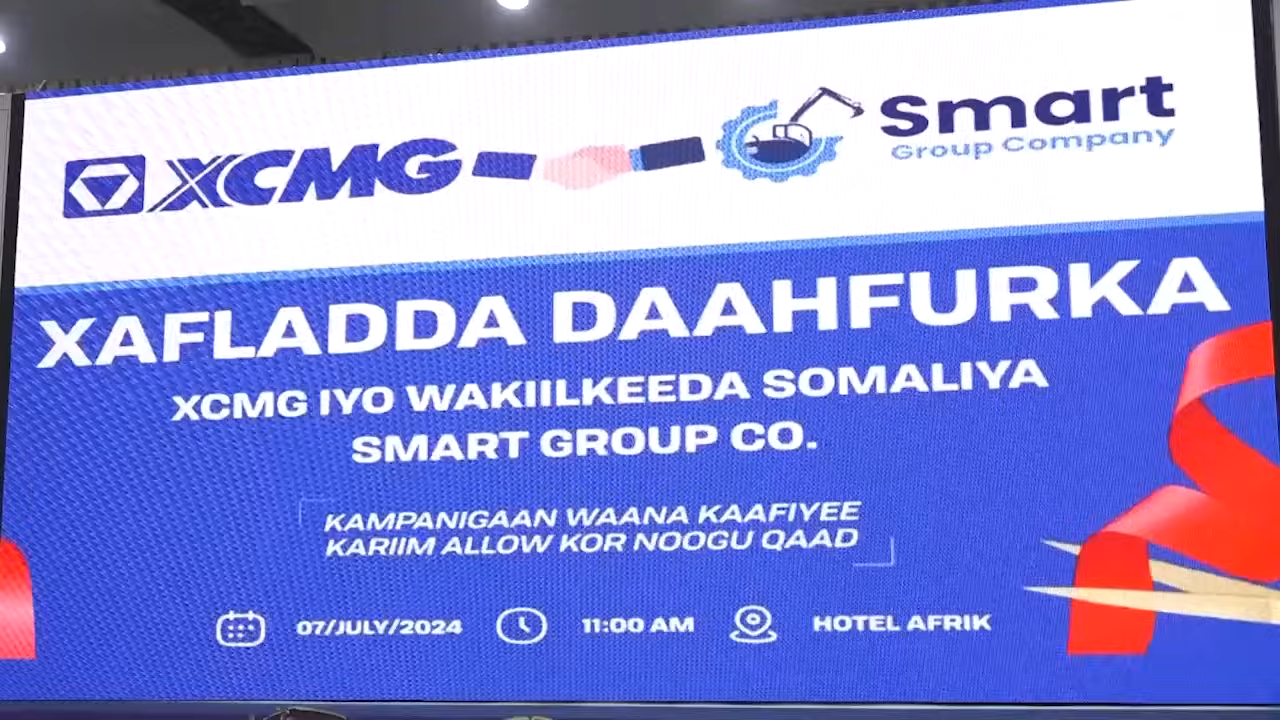 XCMG
Smart
Group Company
XAFLADDA DAAHFURKA
XCMG IYO WAKIILKEEDA SOMALIYA
SMART GROUP CO.
KAMPANIGAAN WAANA KAAFIYEE
KARIIM ALLOW KOR NOOGU QAAD
07/JULY/2024 11:00 AM HOTEL AFRIK